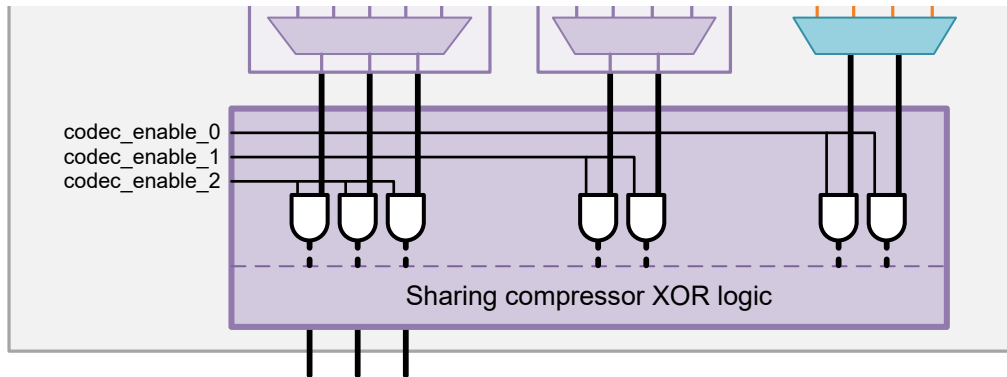 codec_enable_0
codec_enable_1
codec_enable_2
Sharing compressor XOR logic